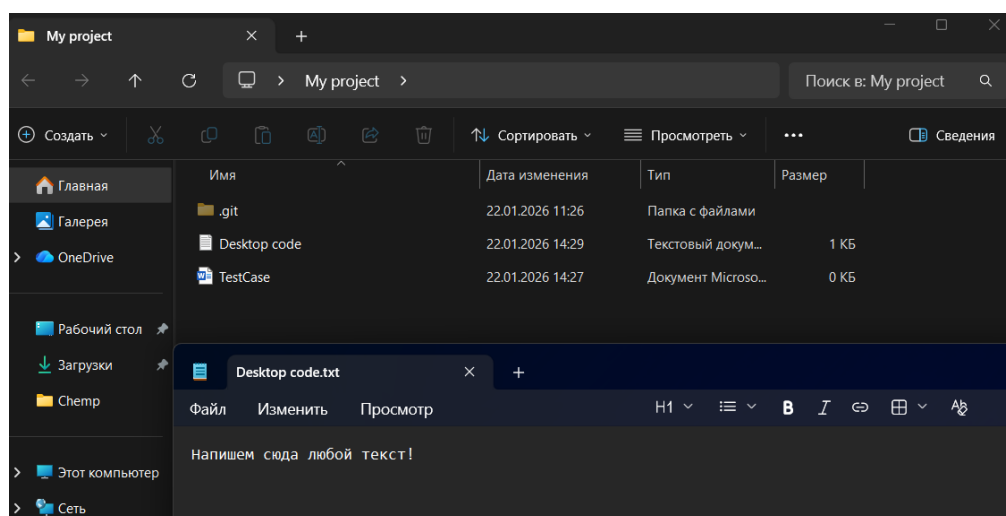 My project
My project
Поиск в: My project
Создать
Сортировать
Просмотреть
Сведения
Имя
Дата изменения
Тип
Размер
Главная
Галерея
OneDrive
Рабочий стол
Загрузки
Chemp
Этот компьютер
Сеть
.git 22.01.2026 11:26 Папка с файлами
Desktop code 22.01.2026 14:29 Текстовый докум... 1 КБ
TestCase 22.01.2026 14:27 Документ Microso... 0 КБ
Desktop code.txt
Файл Изменить Просмотр H1 B I
Напишем сюда любой текст!